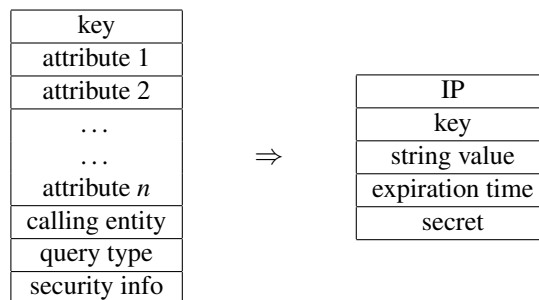 key
attribute 1
attribute 2
...
...
attribute n
calling entity
query type
security info
⇒
IP
key
string value
expiration time
secret